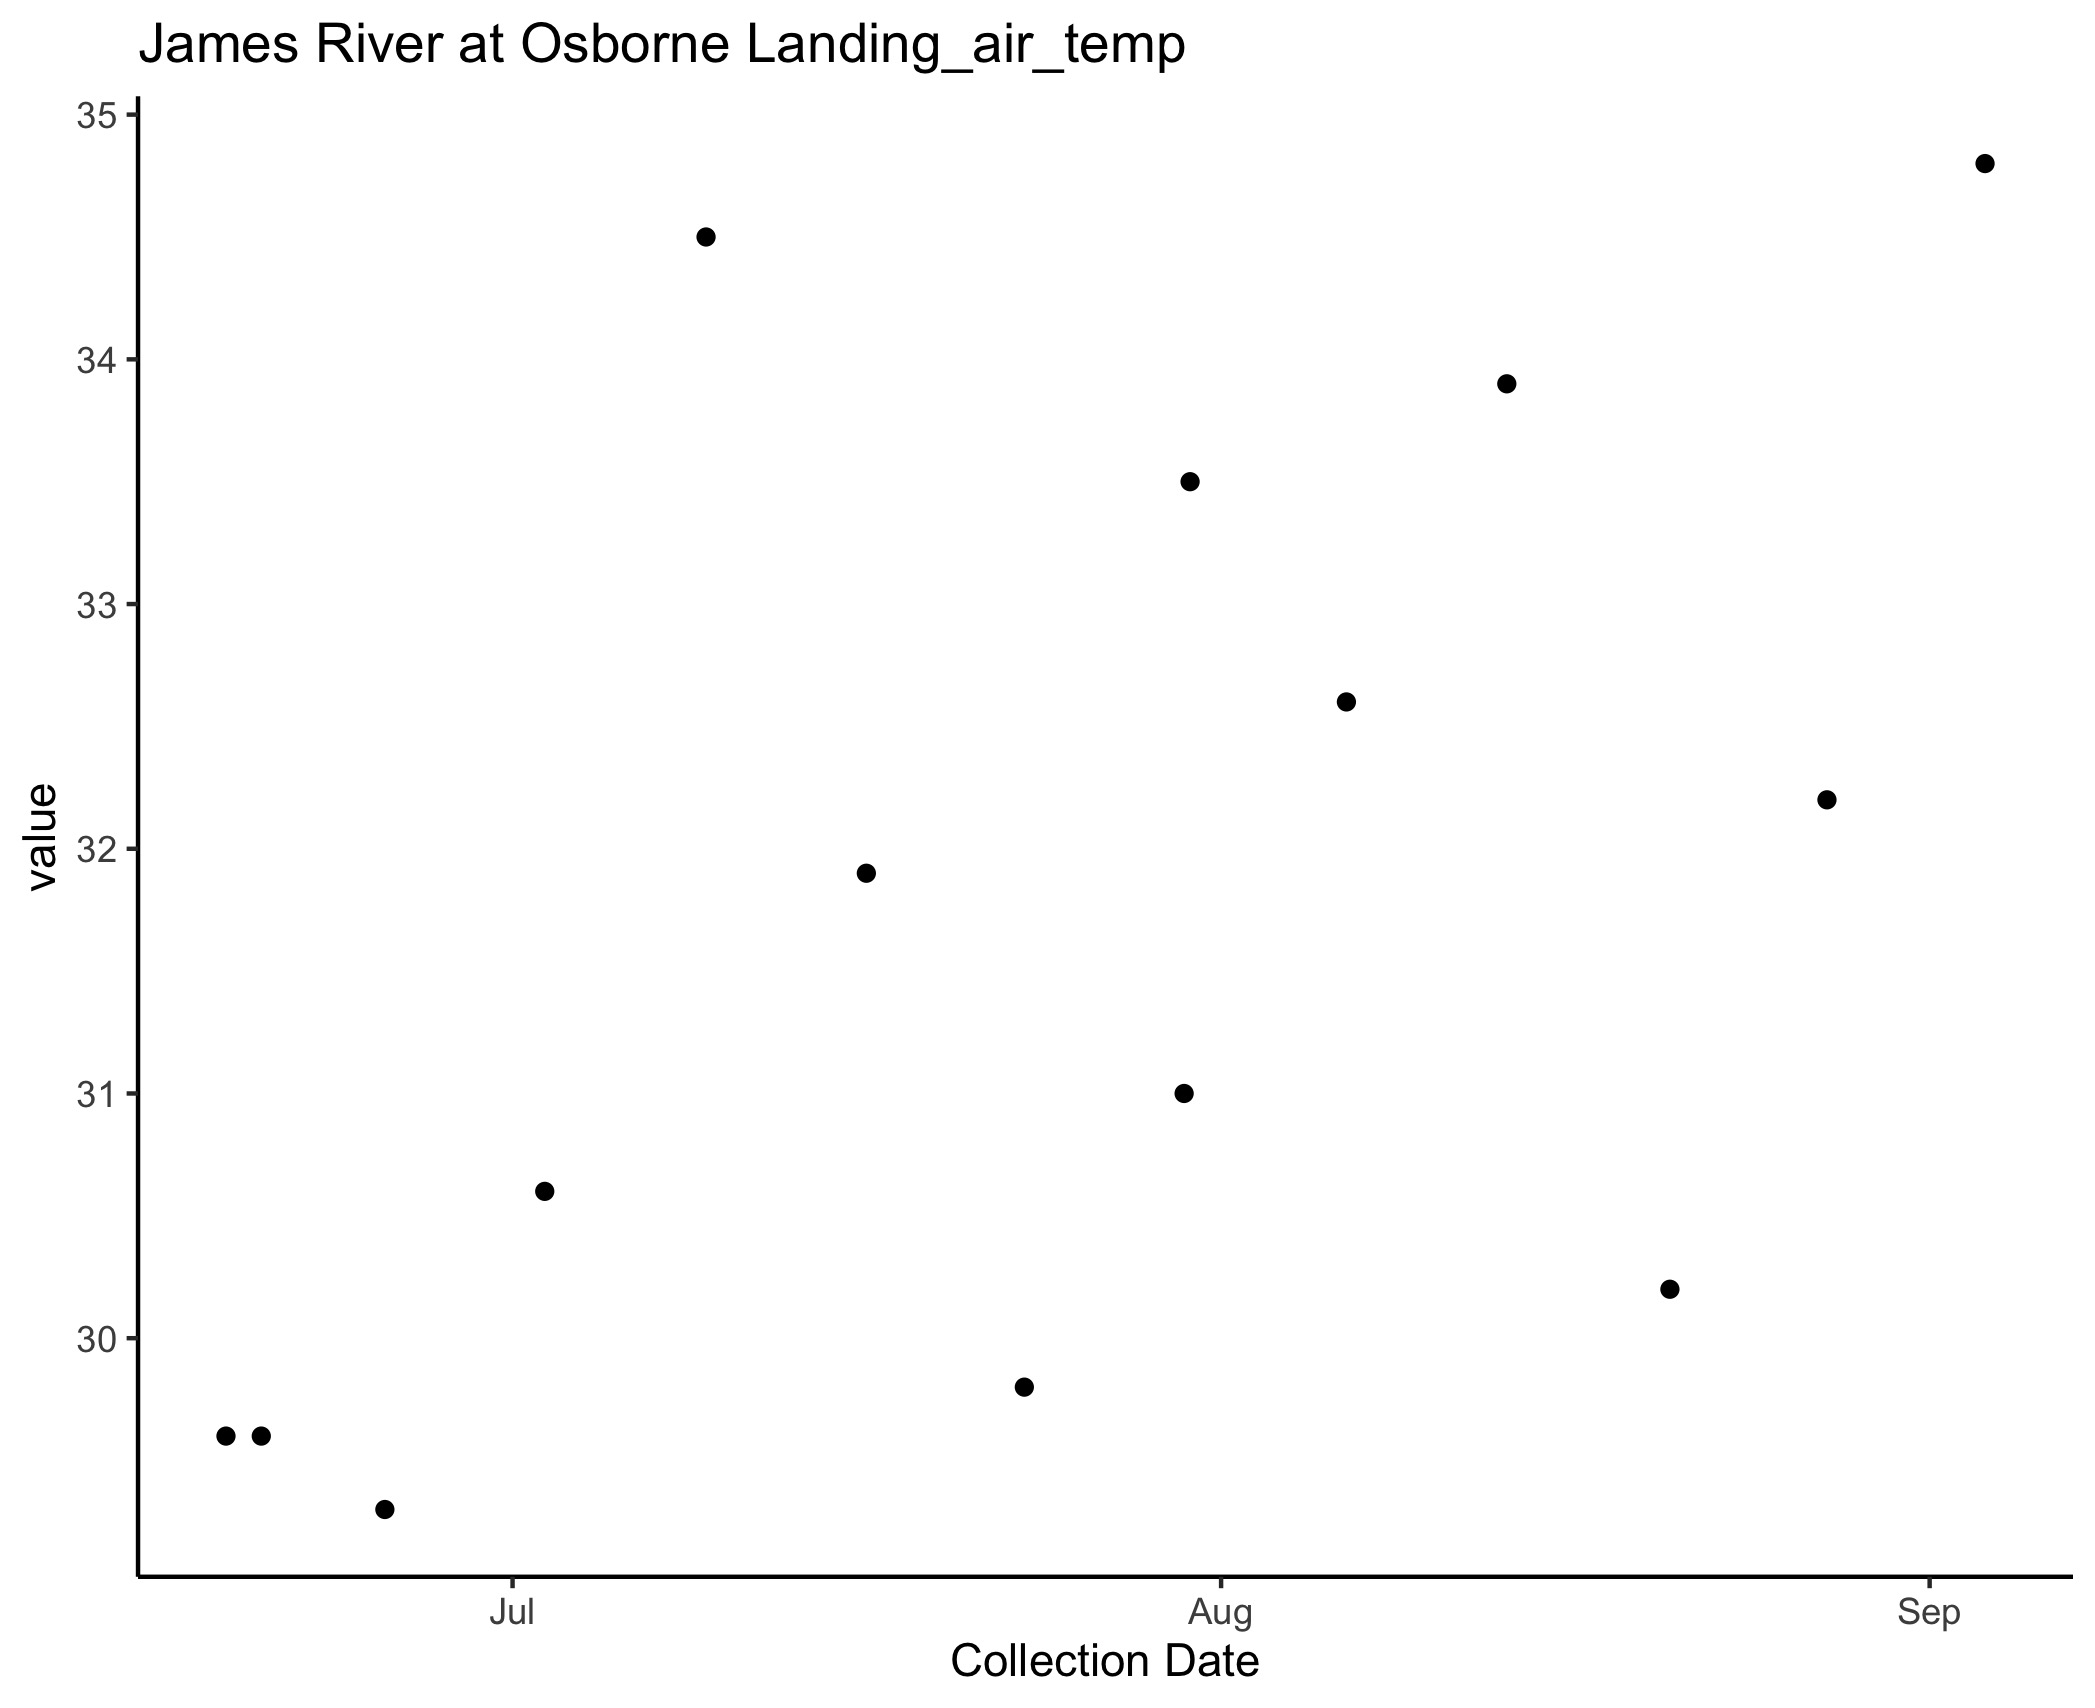 James River at Osborne Landing_air_temp
35
34
33
32
31
30
value
Jul
Aug
Sep
Collection Date